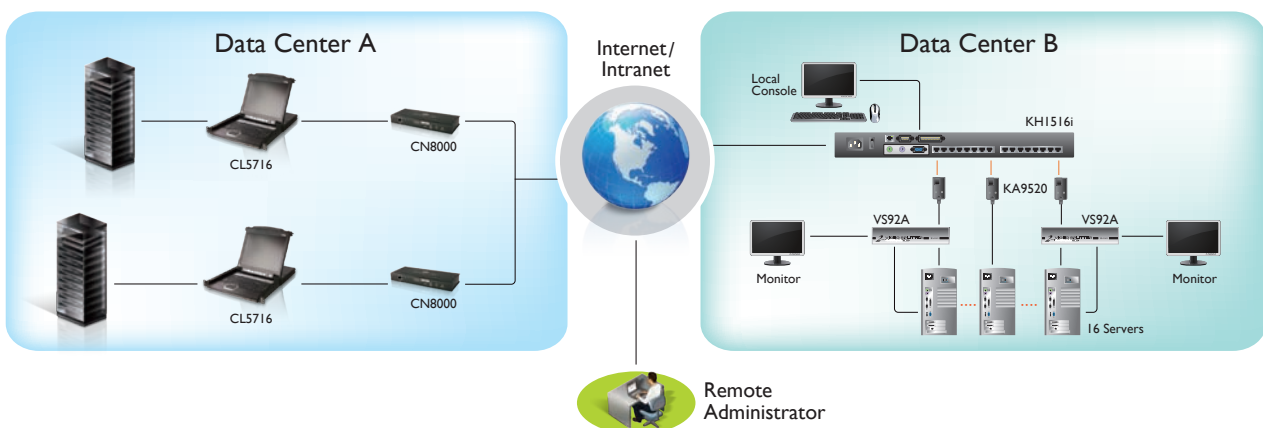 Data Center A
CL5716
CN8000
CL5716
CN8000
Internet/
Intranet
Data Center B
Local
Console
KH1516i
KA9520
VS92A
VS92A
Monitor
Monitor
16 Servers
Remote
Administrator